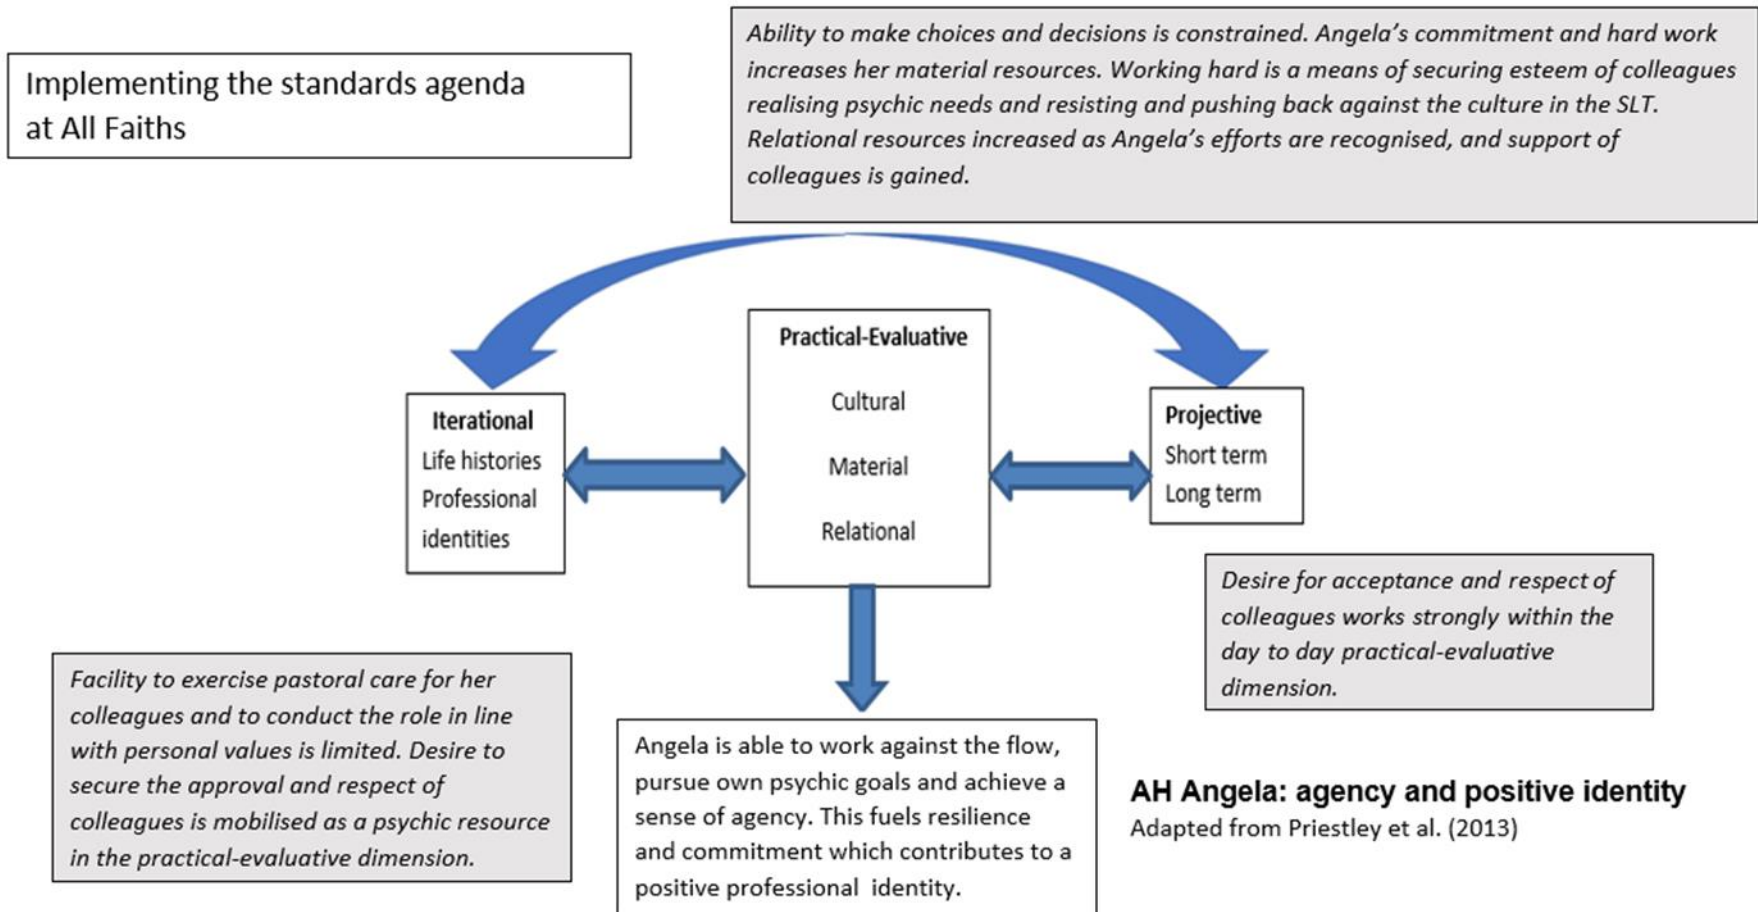 Implementing the standards agenda
at All Faiths
Ability to make choices and decisions is constrained. Angela’s commitment and hard work
increases her material resources. Working hard is a means of securing esteem of colleagues
realising psychic needs and resisting and pushing back against the culture in the SLT.
Relational resources increased as Angela’s efforts are recognised, and support of
colleagues is gained.
Iterational
Life histories
Professional
identities
Practical-Evaluative
Cultural
Material
Relational
Projective
Short term
Long term
Desire for acceptance and respect of
colleagues works strongly within the
day to day practical-evaluative
dimension.
Facility to exercise pastoral care for her
colleagues and to conduct the role in line
with personal values is limited. Desire to
secure the approval and respect of
colleagues is mobilised as a psychic resource
in the practical-evaluative dimension.
Angela is able to work against the flow,
pursue own psychic goals and achieve a
sense of agency. This fuels resilience
and commitment which contributes to a
positive professional identity.
AH Angela: agency and positive identity
Adapted from Priestley et al. (2013)